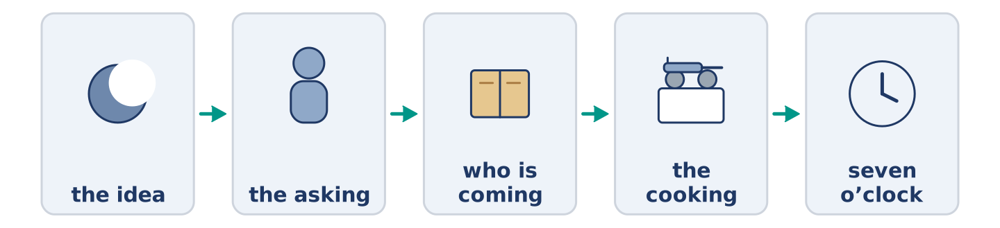 the idea
the asking
who is
coming
the
cooking
seven
o’clock